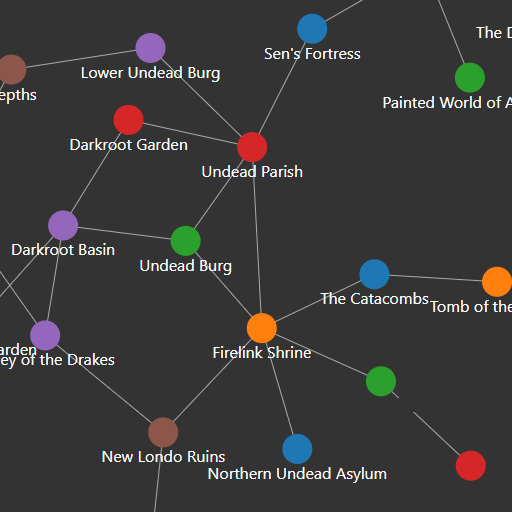 The D
Sen's Fortress
Lower Undead Burg
epths
Painted World of A
Darkroot Garden
Undead Parish
Darkroot Basin
Undead Burg
The Catacombs
Tomb of the
arden
ey of the Drakes
Firelink Shrine
New Londo Ruins
Northern Undead Asylum